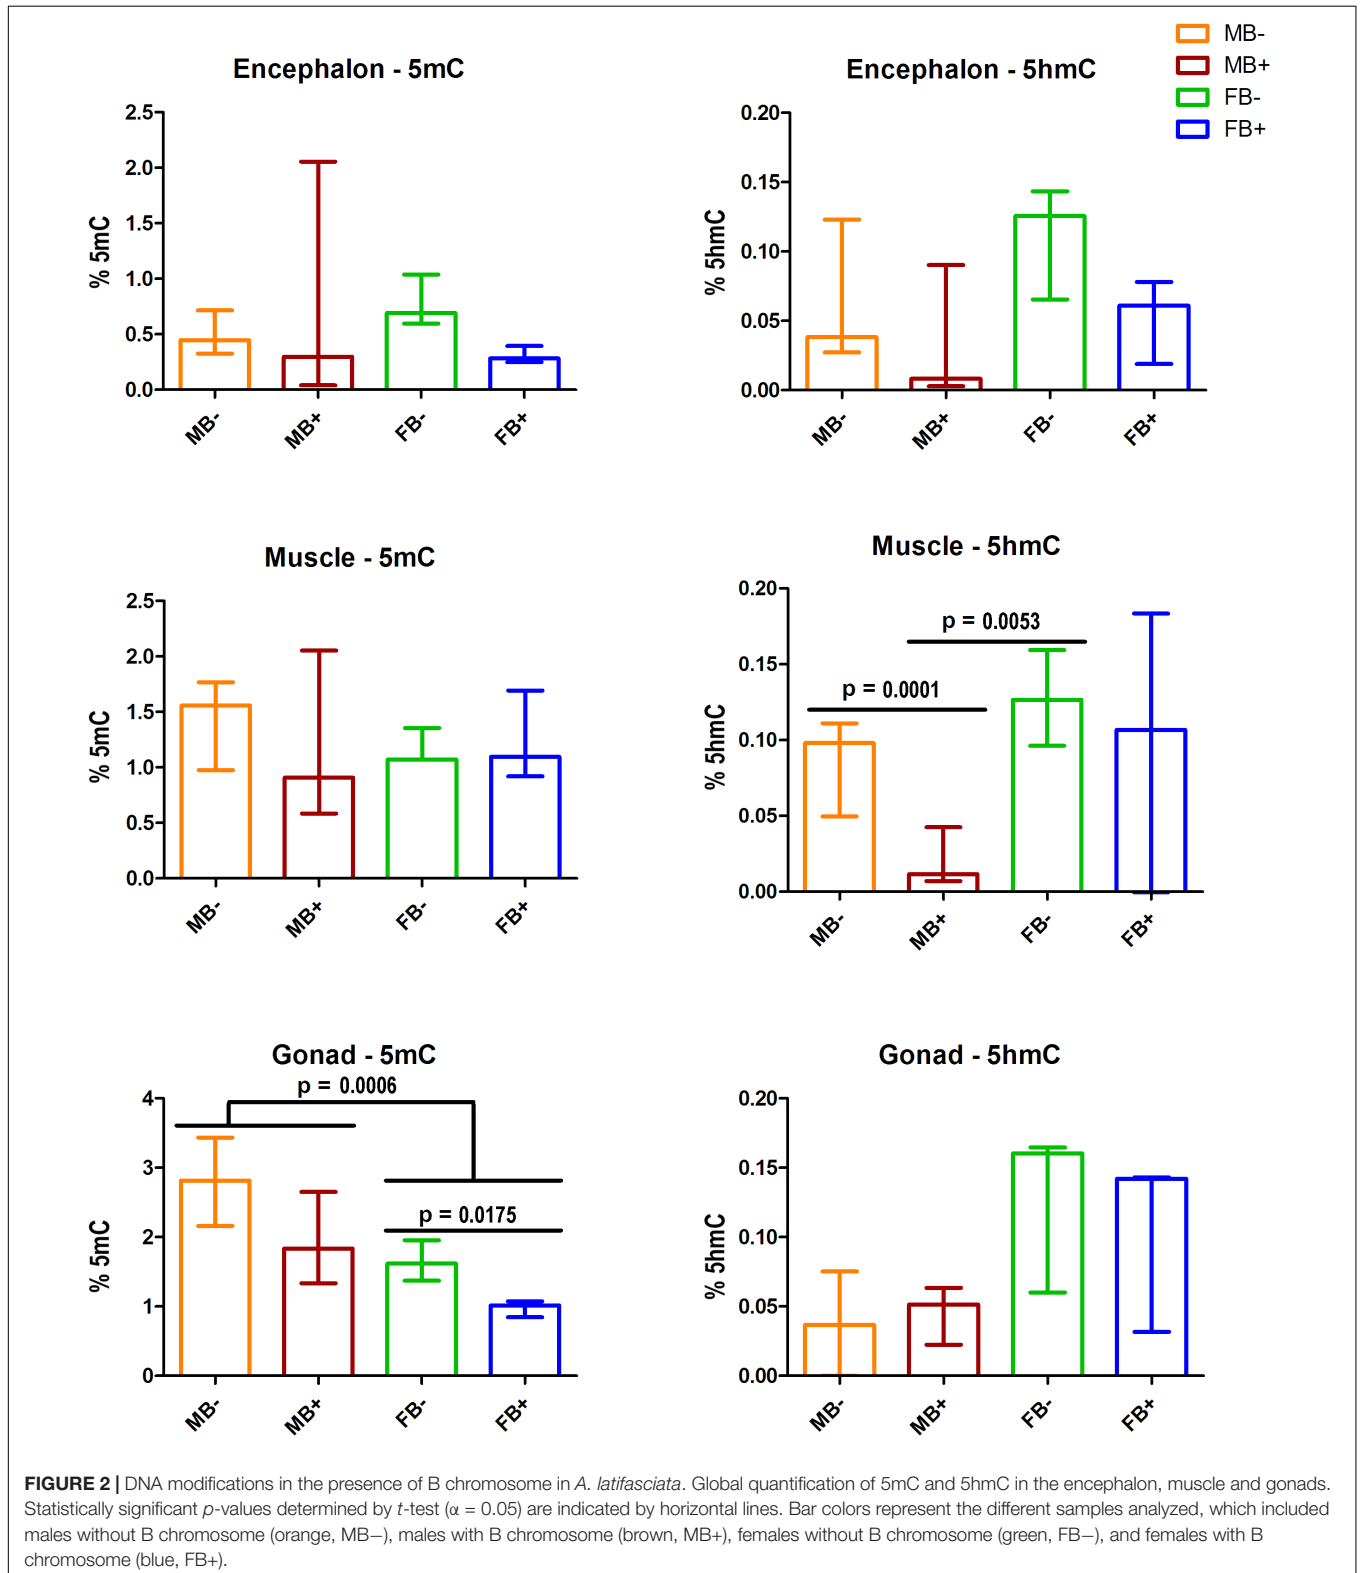 MB-
MB+
FB-
FB+
Encephalon - 5mC
% 5mC
2.5
2.0
1.5
1.0
0.5
0.0
MB-
MB+
FB-
FB+
Encephalon - 5hmC
% 5hmC
0.20
0.15
0.10
0.05
0.00
MB-
MB+
FB-
FB+
Muscle - 5mC
% 5mC
2.5
2.0
1.5
1.0
0.5
0.0
MB-
MB+
FB-
FB+
Muscle - 5hmC
% 5hmC
0.20
0.15
0.10
0.05
0.00
p = 0.0053
p = 0.0001
MB-
MB+
FB-
FB+
Gonad - 5mC
% 5mC
4
3
2
1
0
p = 0.0006
p = 0.0175
MB-
MB+
FB-
FB+
Gonad - 5hmC
% 5hmC
0.20
0.15
0.10
0.05
0.00
MB-
MB+
FB-
FB+
FIGURE 2 | DNA modifications in the presence of B chromosome in A. latifasciata. Global quantification of 5mC and 5hmC in the encephalon, muscle and gonads.
Statistically significant p-values determined by t-test (α = 0.05) are indicated by horizontal lines. Bar colors represent the different samples analyzed, which included
males without B chromosome (orange, MB−), males with B chromosome (brown, MB+), females without B chromosome (green, FB−), and females with B
chromosome (blue, FB+).